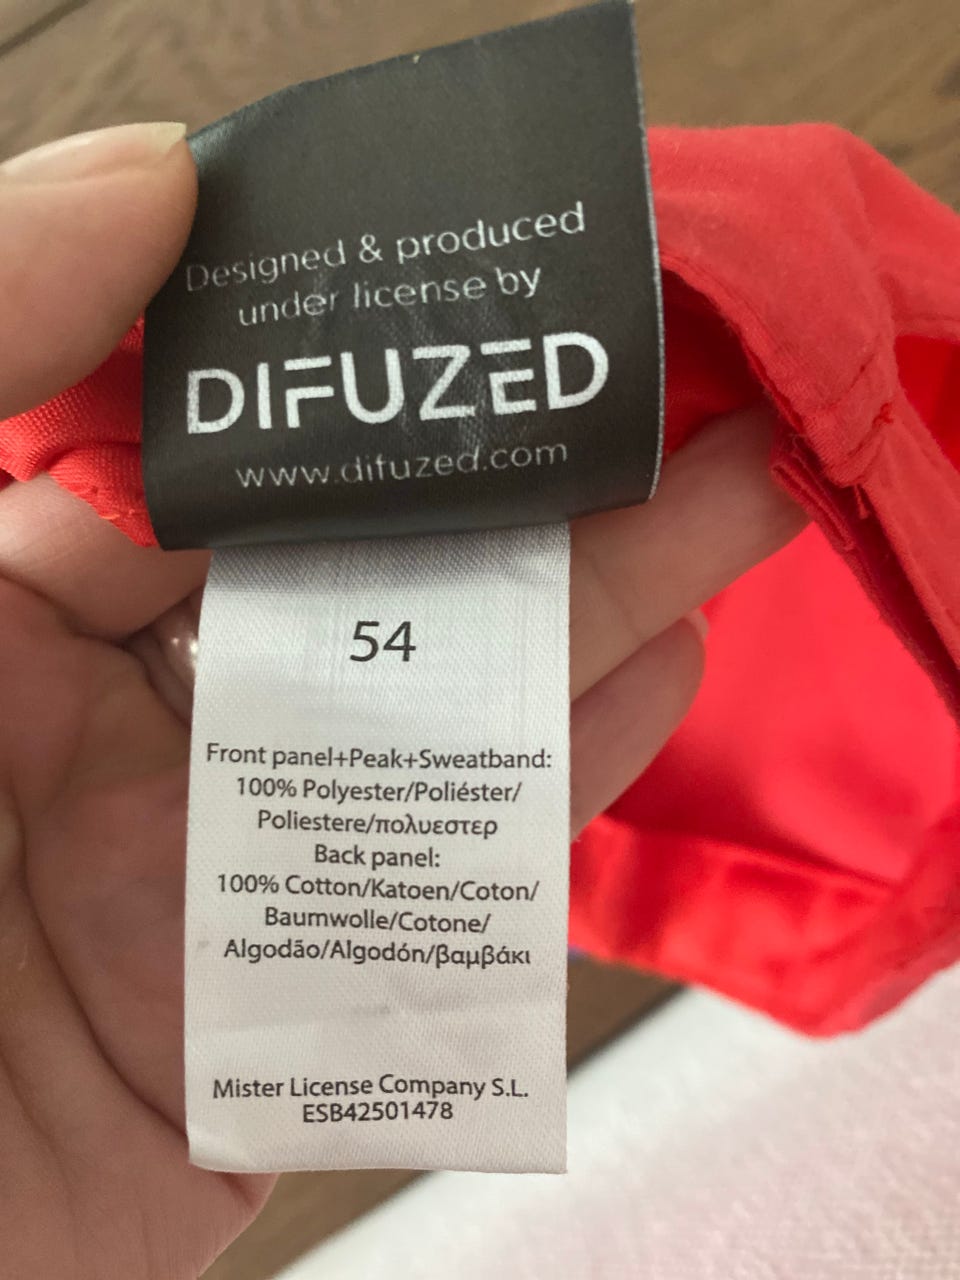 Designed & produced
under license by
DIFUZED
www.difuzed.com
54
Front panel+Peak+Sweatband:
100% Polyester/Poliéster/
Poliestere/πολυεστερ
Back panel:
100% Cotton/Katoen/Coton/
Baumwolle/Cotone/
Algodão/Algodón/βαμβάκι
Mister License Company S.L.
ESB42501478